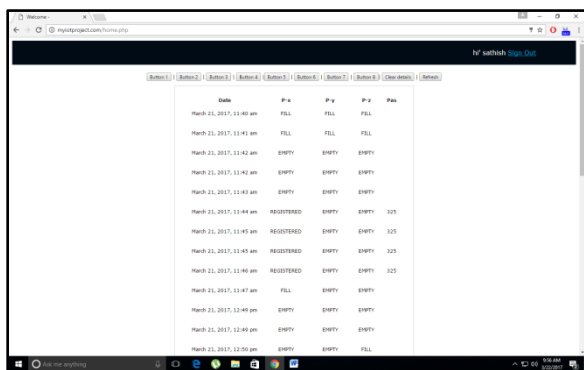 Welcome -
myiotproject.com/home.php
hi' sathish Sign Out
Button 1 | Button 2 | Button 3 | Button 4 | Button 5 | Button 6 | Button 7 | Button 8 | Clear details | Refresh
Date P-x P-y P-z Pas
March 21, 2017, 11:40 am FILL FILL FILL
March 21, 2017, 11:41 am FILL FILL FILL
March 21, 2017, 11:42 am EMPTY EMPTY EMPTY
March 21, 2017, 11:42 am EMPTY EMPTY EMPTY
March 21, 2017, 11:43 am EMPTY EMPTY EMPTY
March 21, 2017, 11:44 am REGISTERED EMPTY EMPTY 325
March 21, 2017, 11:45 am REGISTERED EMPTY EMPTY 325
March 21, 2017, 11:45 am REGISTERED EMPTY EMPTY 325
March 21, 2017, 11:46 am REGISTERED EMPTY EMPTY 325
March 21, 2017, 11:47 am FILL EMPTY EMPTY
March 21, 2017, 12:49 pm EMPTY EMPTY EMPTY
March 21, 2017, 12:49 pm EMPTY EMPTY EMPTY
March 21, 2017, 12:50 pm EMPTY EMPTY FILL
Ask me anything
9:56 AM
3/22/2017